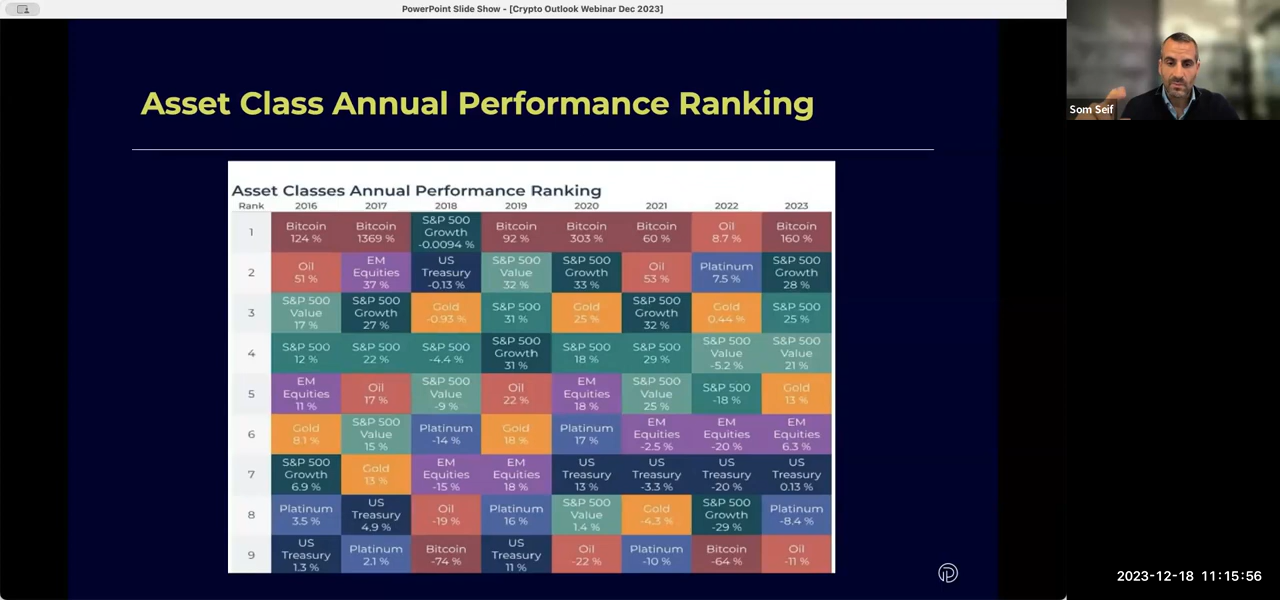 PowerPoint Slide Show - [Crypto Outlook Webinar Dec 2023]
Som Seif
Asset Class Annual Performance Ranking
Asset Classes Annual Performance Ranking
Rank 2016 2017 2018 2019 2020 2021 2022 2023
1 Bitcoin 124 % Bitcoin 1369 % S&P 500 Growth -0.0094 % Bitcoin 92 % Bitcoin 303 % Bitcoin 60 % Oil 8.7 % Bitcoin 160 %
2 Oil 51 % EM Equities 37 % US Treasury -0.13 % S&P 500 Value 32 % S&P 500 Growth 33 % Oil 53 % Platinum 7.5 % S&P 500 Growth 28 %
3 S&P 500 Value 17 % S&P 500 Growth 27 % Gold -0.93 % S&P 500 31 % Gold 25 % S&P 500 Growth 32 % Gold 0.44 % S&P 500 25 %
4 S&P 500 12 % S&P 500 22 % S&P 500 -4.4 % S&P 500 Growth 31 % S&P 500 18 % S&P 500 29 % S&P 500 Value -5.2 % S&P 500 Value 21 %
5 EM Equities 11 % Oil 17 % S&P 500 Value -9 % Oil 22 % EM Equities 18 % S&P 500 Value 25 % S&P 500 -18 % Gold 13 %
6 Gold 8.1 % S&P 500 Value 15 % Platinum -14 % Gold 18 % Platinum 17 % EM Equities -2.5 % EM Equities -20 % EM Equities 6.3 %
7 S&P 500 Growth 6.9 % Gold 13 % EM Equities -15 % EM Equities 18 % US Treasury 13 % US Treasury -3.3 % US Treasury -20 % US Treasury 0.13 %
8 Platinum 3.5 % US Treasury 4.9 % Oil -19 % Platinum 16 % S&P 500 Value 1.4 % Gold -4.3 % S&P 500 Growth -29 % Platinum -8.4 %
9 US Treasury 1.3 % Platinum 2.1 % Bitcoin -74 % US Treasury 11 % Oil -22 % Platinum -10 % Bitcoin -64 % Oil -11 %
2023-12-18 11:15:56